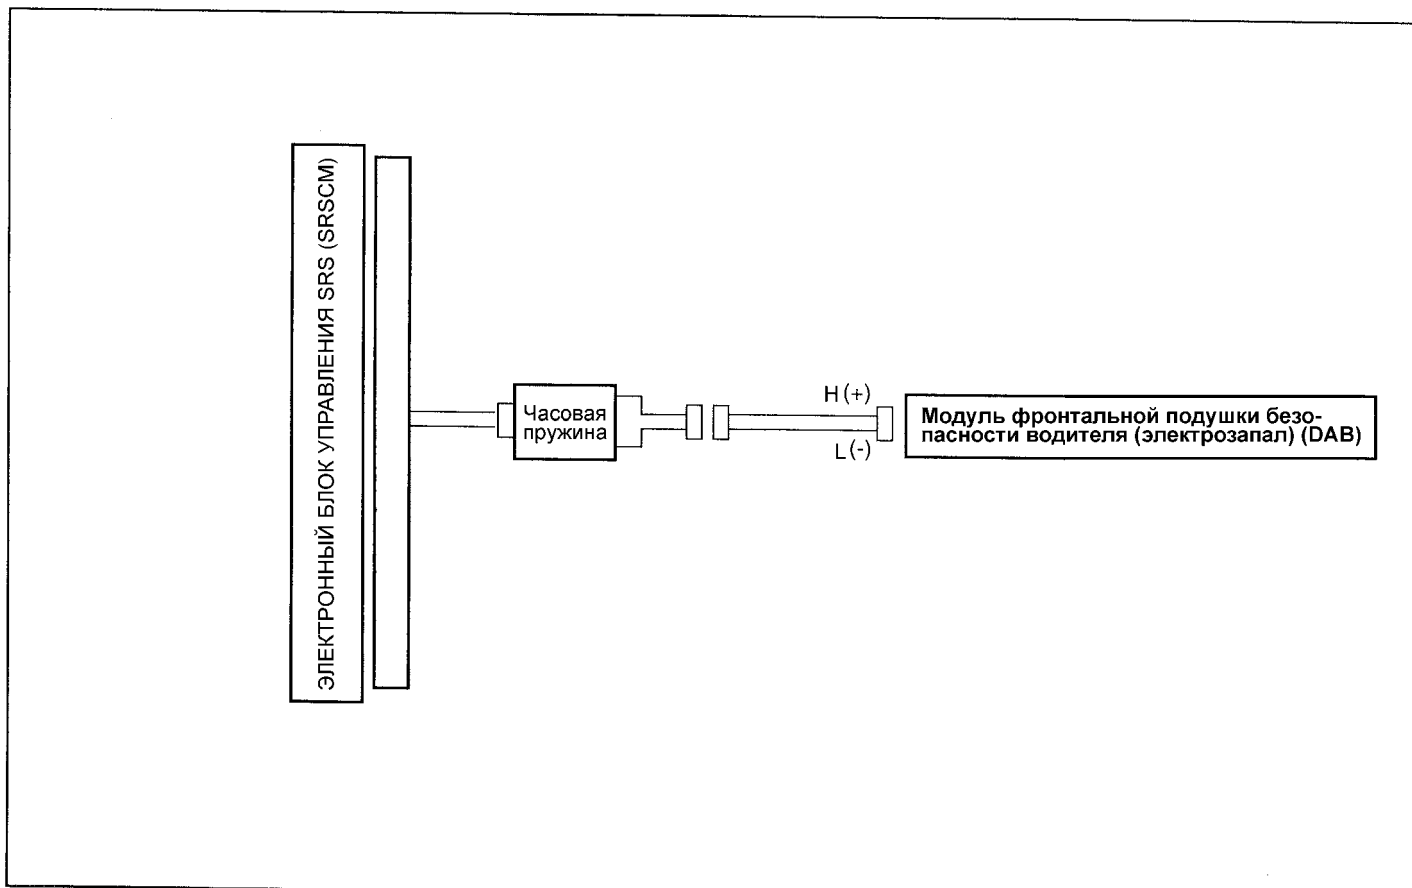 ЭЛЕКТРОННЫЙ БЛОК УПРАВЛЕНИЯ SRS (SRSCM)
Часовая
пружина
H (+)
L (-)
Модуль фронтальной подушки безо-
пасности водителя (электрозапал) (DAB)